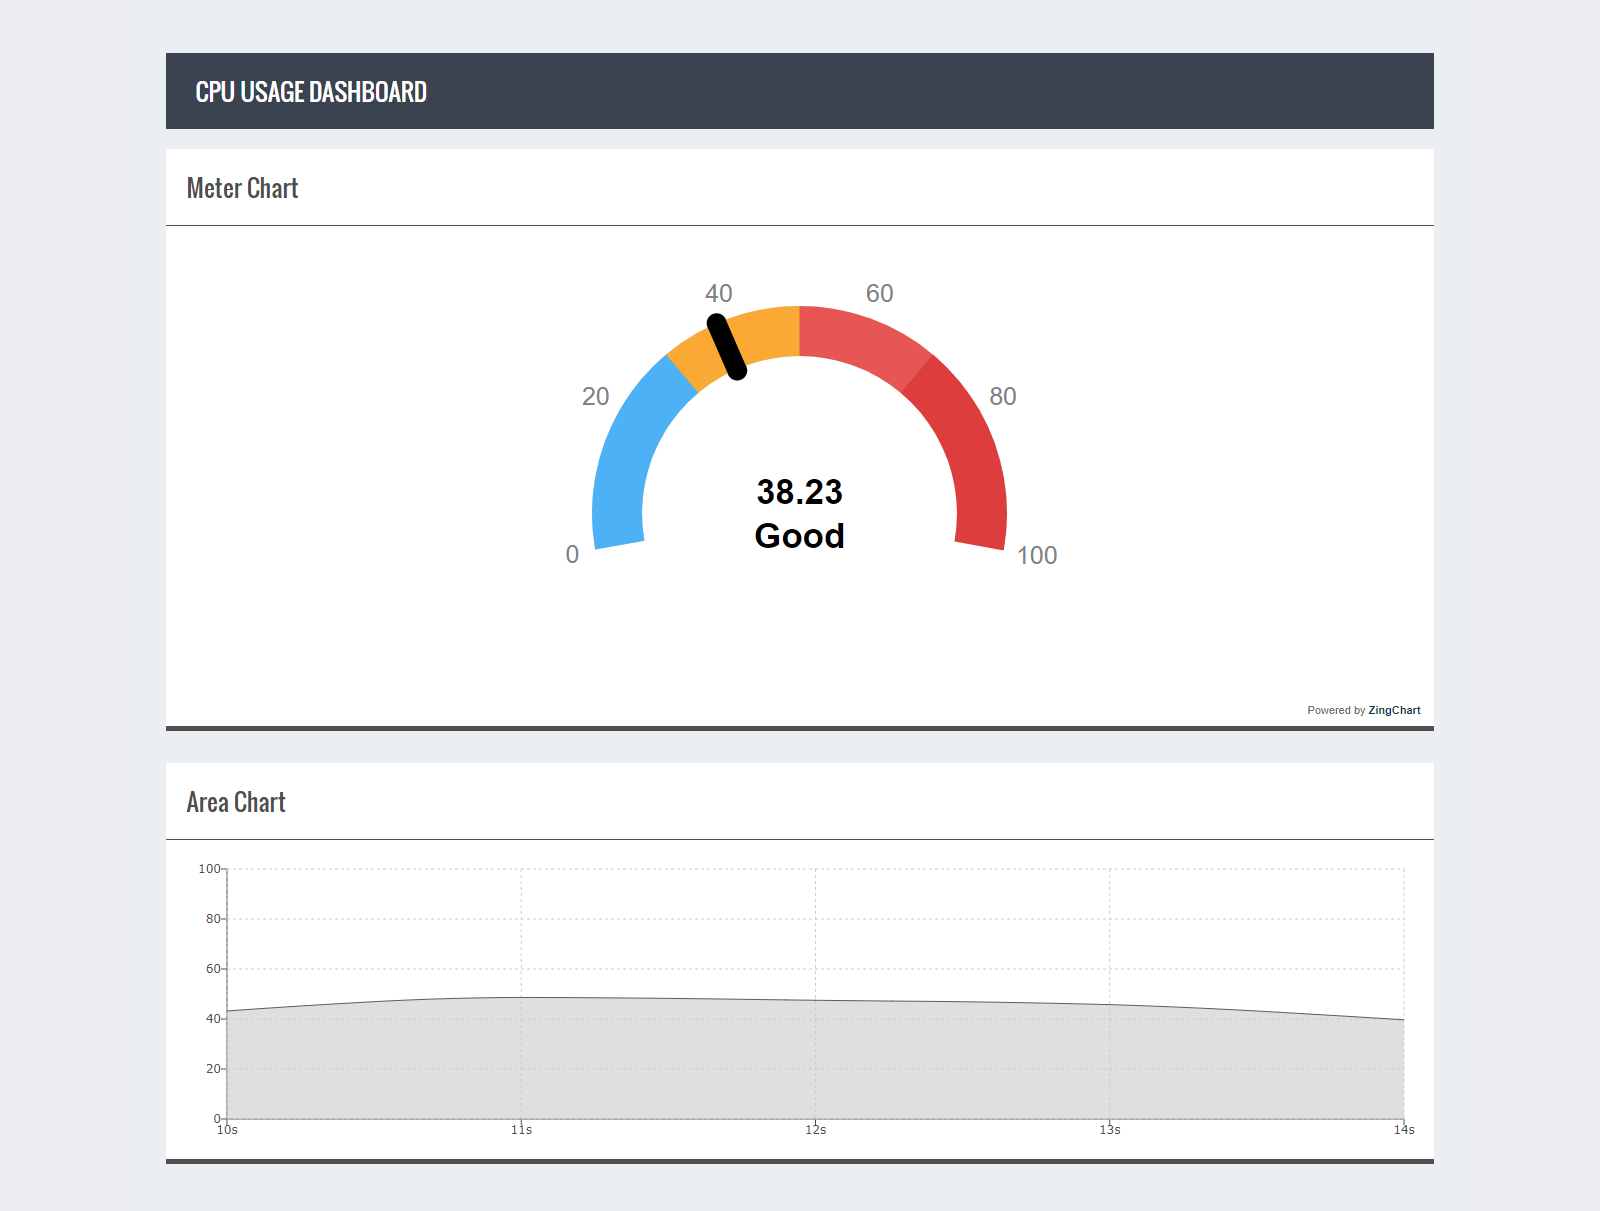 CPU USAGE DASHBOARD
Meter Chart
40
60
20
80
38.23
Good
0
100
Powered by ZingChart
Area Chart
100
80
60
40
20
0
10s
11s
12s
13s
14s